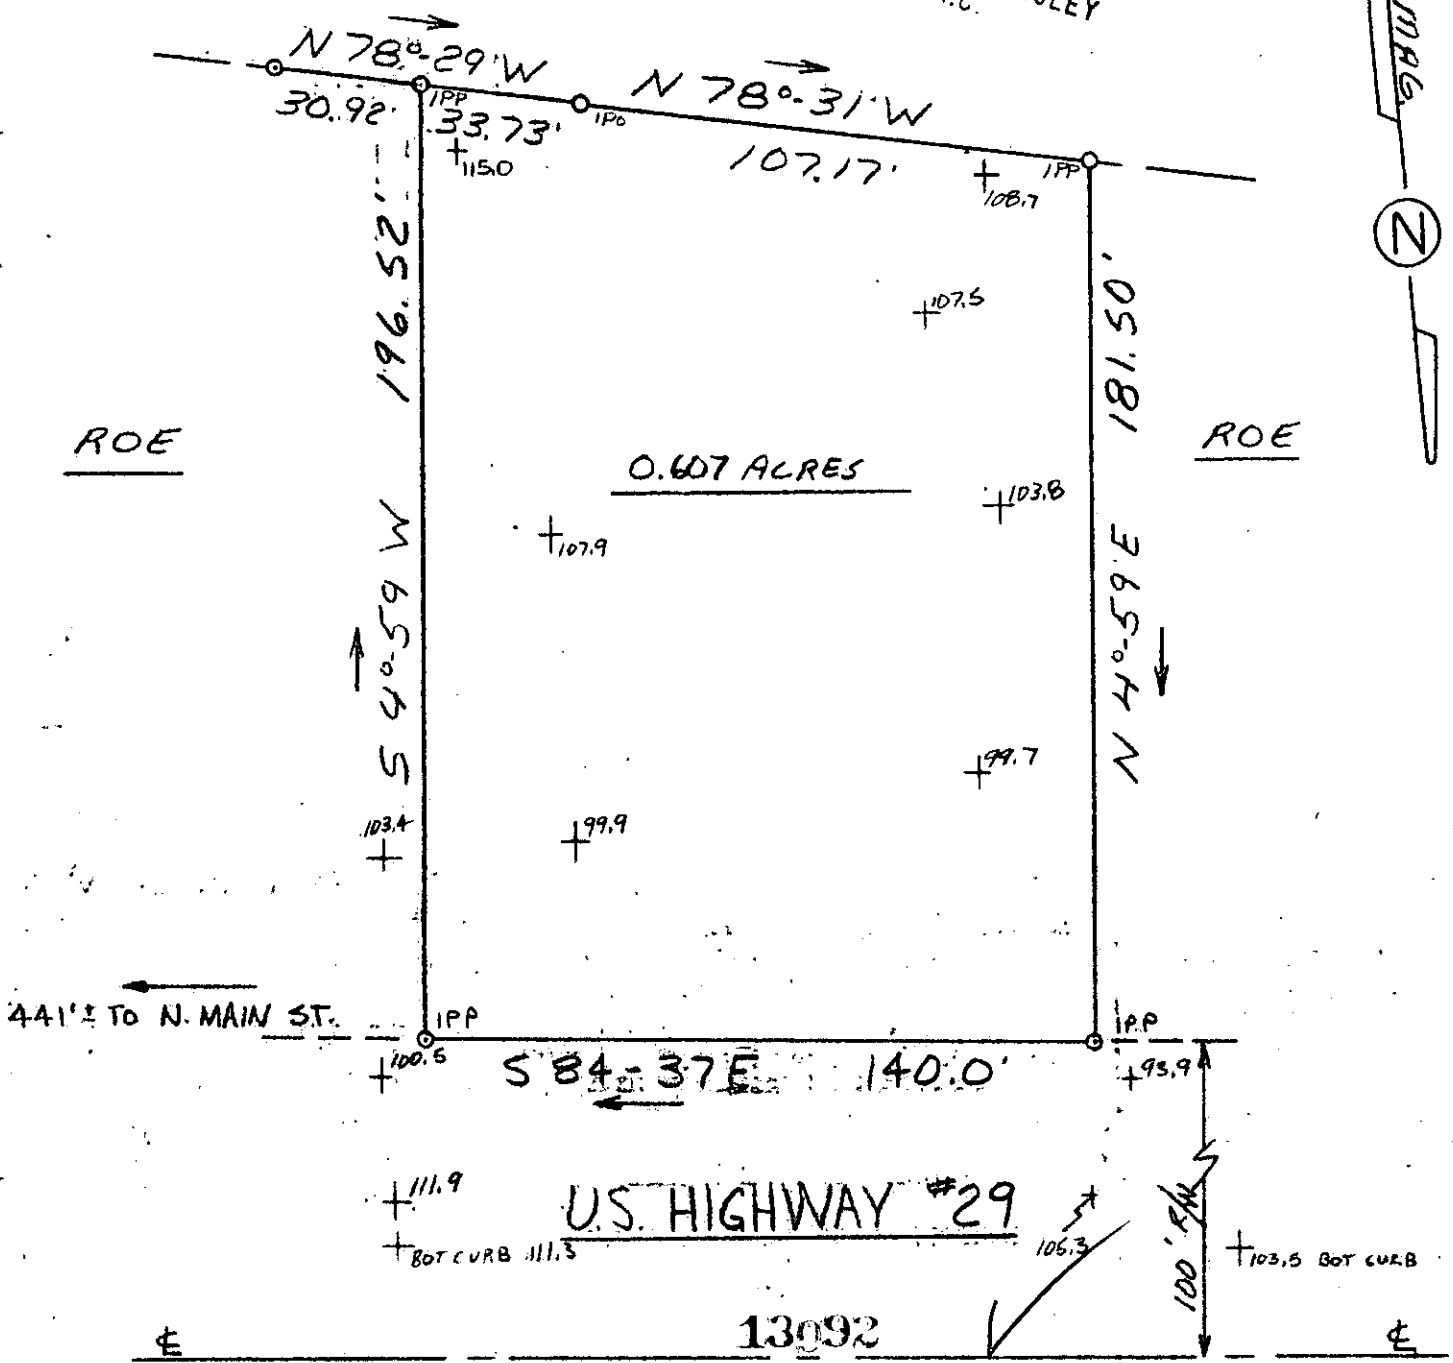 MAG.
N
N 78°-29'W
N 78°-31'W
30.92'
IPP
33.73'
IPO
107.17'
IPP
115.0
108.7
196.52'
S 4°-59 W
181.50'
N 4°-59 E
107.5
ROE
0.607 ACRES
ROE
103.8
107.9
99.7
103.4
99.9
441'± TO N. MAIN ST.
IPP
IPP
100.5
S 84-37 E 140.0'
93.9
111.9
U.S. HIGHWAY #29
BOT CURB 111.3
105.3
100' R/W
103.5 BOT CURB
13092
℄
℄